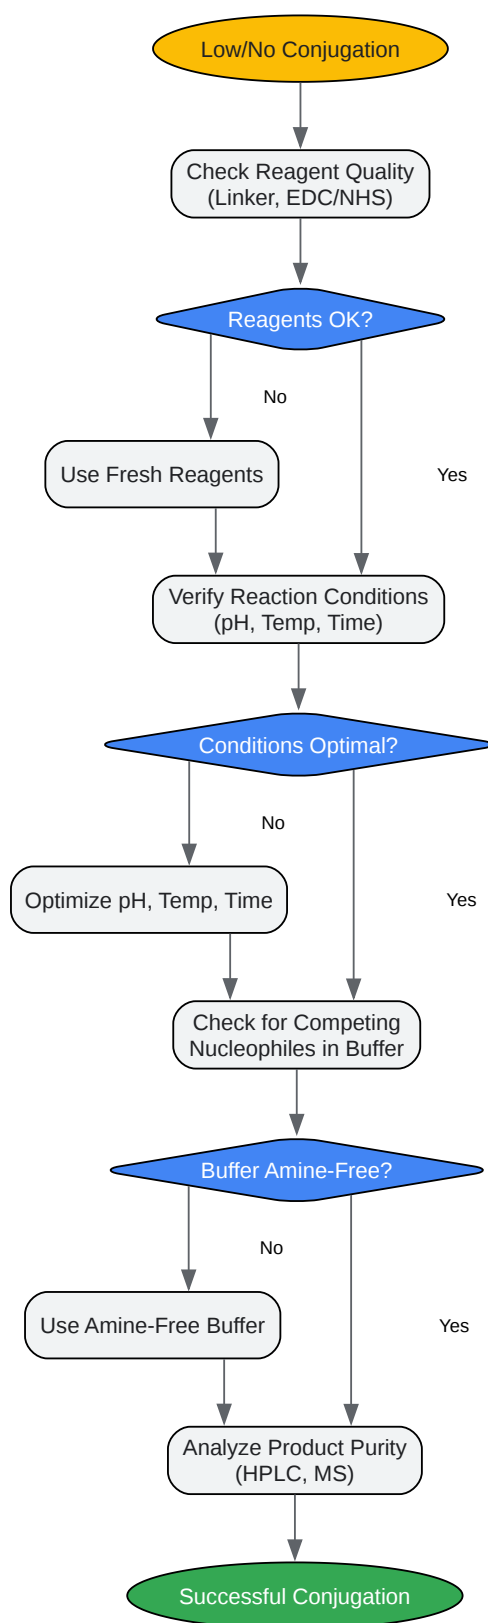 Low/No Conjugation
Check Reagent Quality
(Linker, EDC/NHS)
Reagents OK?
No
Use Fresh Reagents
Yes
Verify Reaction Conditions
(pH, Temp, Time)
Conditions Optimal?
No
Optimize pH, Temp, Time
Yes
Check for Competing
Nucleophiles in Buffer
Buffer Amine-Free?
No
Use Amine-Free Buffer
Yes
Analyze Product Purity
(HPLC, MS)
Successful Conjugation